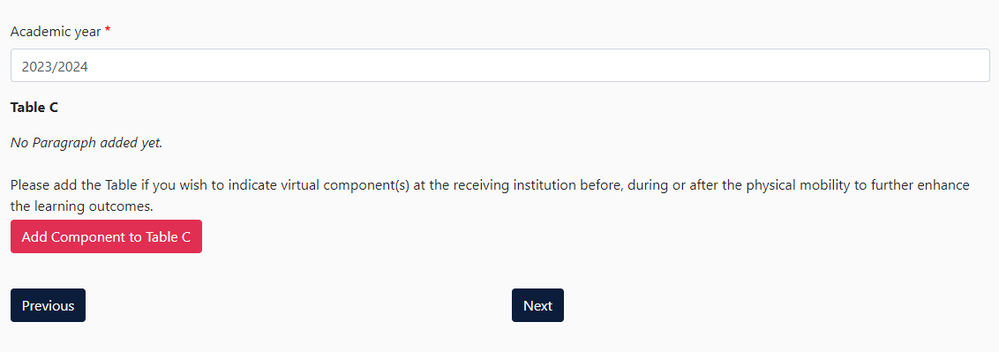 Academic year *
2023/2024
Table C
No Paragraph added yet.
Please add the Table if you wish to indicate virtual component(s) at the receiving institution before, during or after the physical mobility to further enhance
the learning outcomes.
Add Component to Table C
Previous
Next